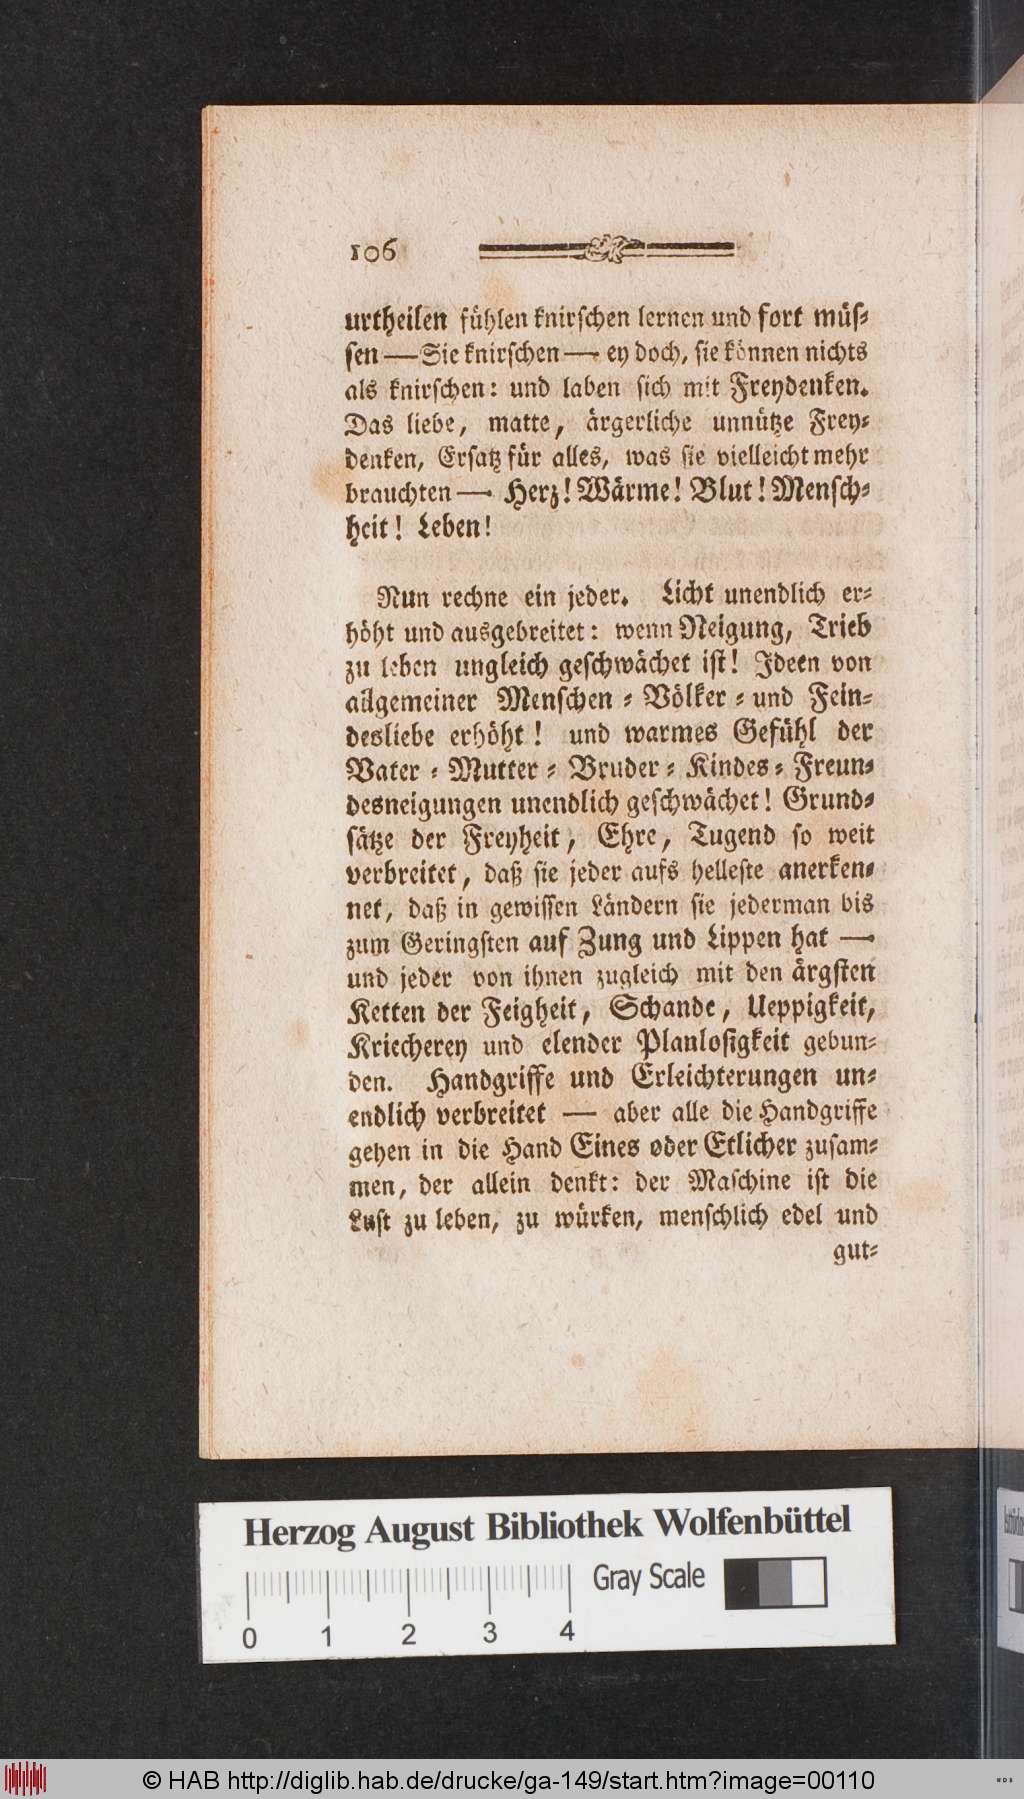 106
urtheilen fühlen knirschen lernen und fort müs-
sen — Sie knirschen — ey doch, sie können nichts
als knirschen: und laben sich mit Freydenken.
Das liebe, matte, ärgerliche unnütze Frey-
denken, Ersatz für alles, was sie vielleicht mehr
brauchten — Herz! Wärme! Blut! Mensch-
heit! Leben!
Nun rechne ein jeder. Licht unendlich er-
höht und ausgebreitet: wenn Neigung, Trieb
zu leben ungleich geschwächet ist! Ideen von
allgemeiner Menschen - Völker - und Fein-
desliebe erhöht! und warmes Gefühl der
Vater - Mutter - Bruder - Kindes - Freun-
desneigungen unendlich geschwächet! Grund-
sätze der Freyheit, Ehre, Tugend so weit
verbreitet, daß sie jeder aufs helleste anerken-
net, daß in gewissen Ländern sie jederman bis
zum Geringsten auf Zung und Lippen hat —
und jeder von ihnen zugleich mit den ärgsten
Ketten der Feigheit, Schande, Ueppigkeit,
Kriecherey und elender Planlosigkeit gebun-
den. Handgriffe und Erleichterungen un-
endlich verbreitet — aber alle die Handgriffe
gehen in die Hand Eines oder Etlicher zusam-
men, der allein denkt: der Maschine ist die
Lust zu leben, zu würken, menschlich edel und
gut-
Herzog August Bibliothek Wolfenbüttel
Gray Scale
0 1 2 3 4
© HAB http://diglib.hab.de/drucke/ga-149/start.htm?image=00110